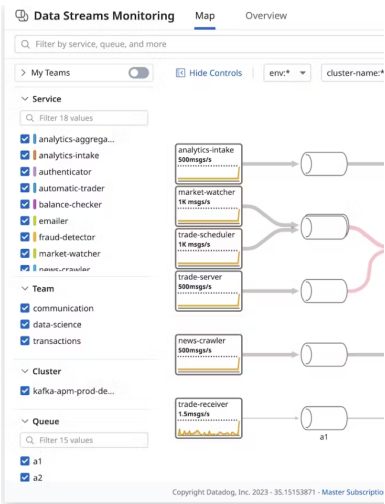 Data Streams Monitoring Map Overview
Filter by service, queue, and more
My Teams
Hide Controls env:* cluster-name:*
Service
Filter 18 values
analytics-aggrega...
analytics-intake
authenticator
automatic-trader
balance-checker
emailer
fraud-detector
market-watcher
news-crawler
Team
communication
data-science
transactions
Cluster
kafka-apm-prod-de...
Queue
Filter 15 values
a1
a2
analytics-intake
500msgs/s
market-watcher
1K msgs/s
trade-scheduler
1K msgs/s
trade-server
500msgs/s
news-crawler
500msgs/s
trade-receiver
1.5msgs/s
a1
Copyright Datadog, Inc. 2023 - 35.15153871 - Master Subscription